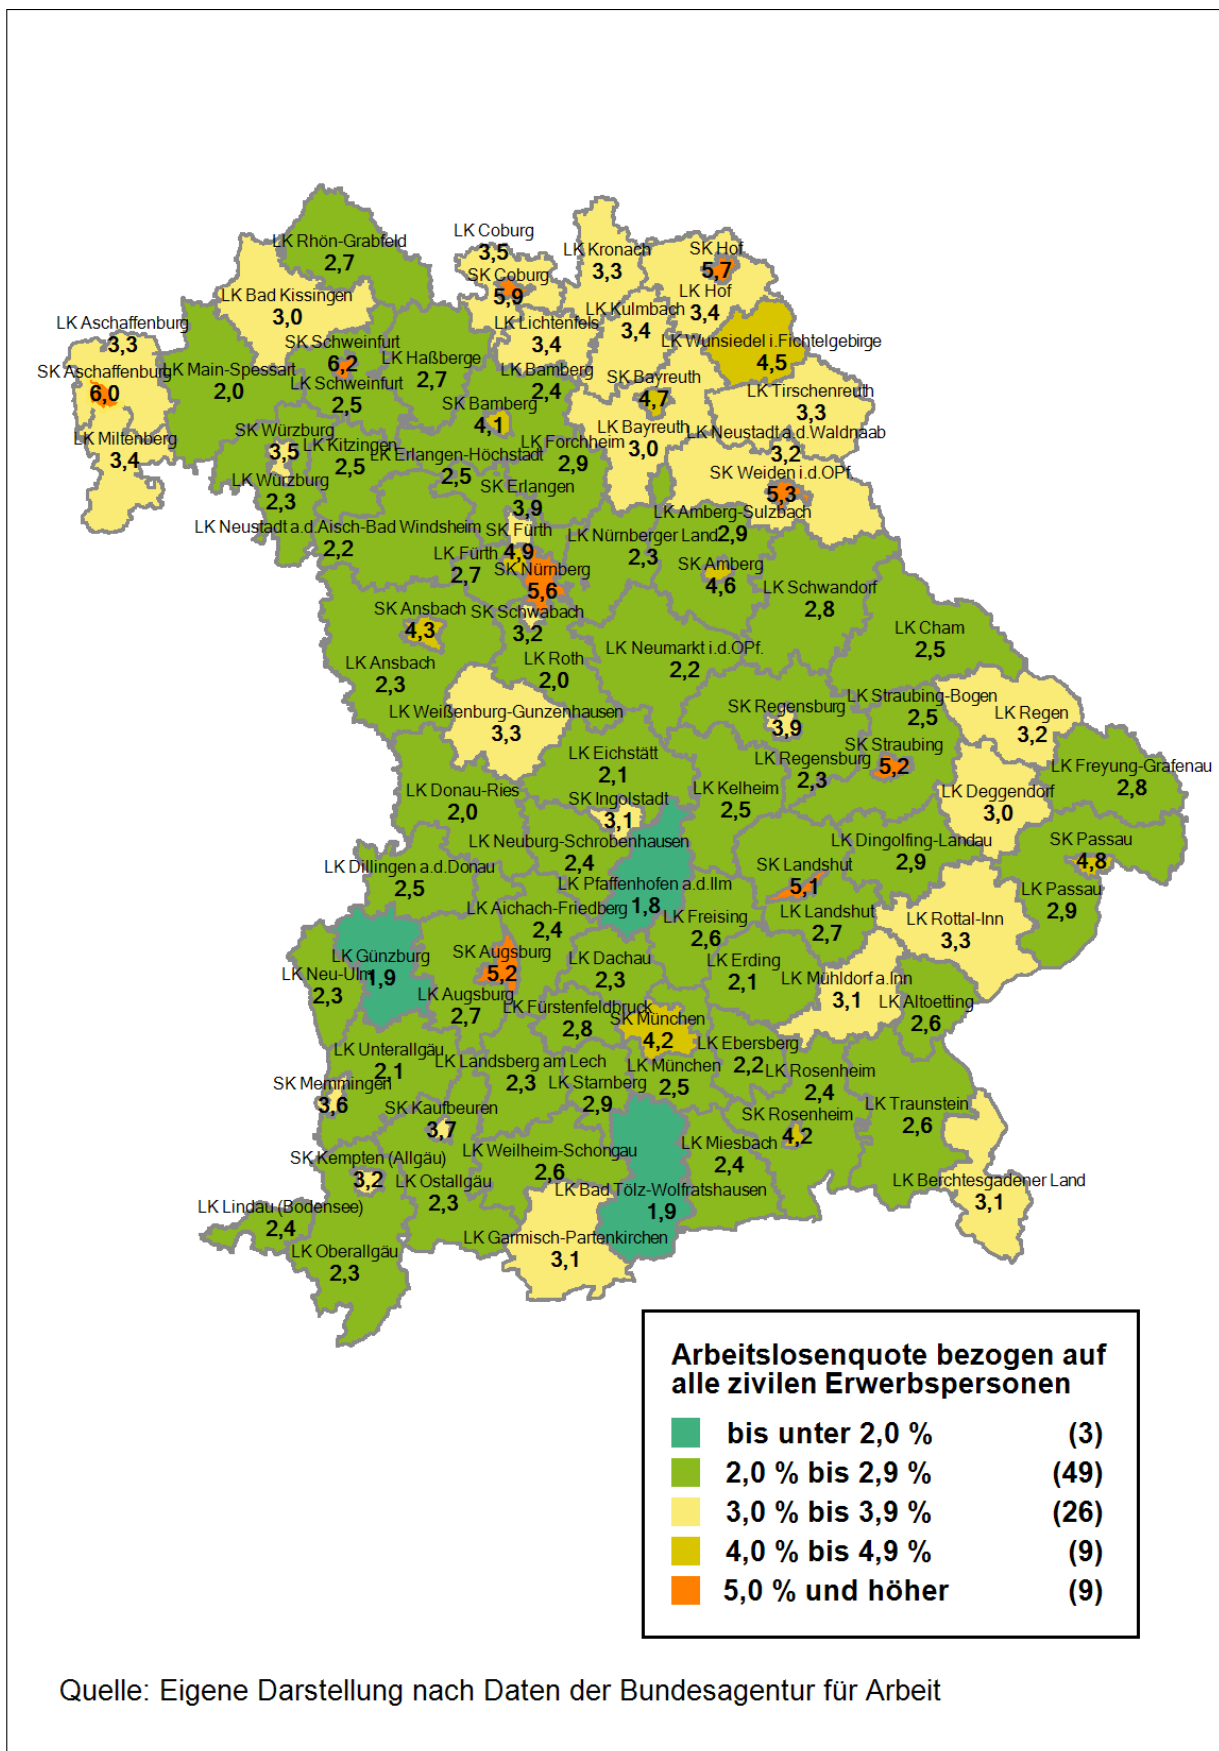 LK Rhön-Grabfeld
2,7
LK Coburg
3,5
SK Coburg
5,9
LK Kronach
3,3
SK Hof
5,7
LK Hof
3,4
LK Bad Kissingen
3,0
LK Kulmbach
3,4
LK Lichtenfels
3,4
LK Aschaffenburg
3,3
SK Aschaffenburg
6,0
LK Main-Spessart
2,0
SK Schweinfurt
6,2
LK Schweinfurt
2,5
LK Haßberge
2,7
LK Bamberg
2,4
SK Bamberg
4,1
LK Wunsiedel i.Fichtelgebirge
4,5
SK Bayreuth
4,7
LK Bayreuth
3,0
LK Tirschenreuth
3,3
LK Neustadt a.d.Waldnaab
3,2
SK Weiden i.d.OPf.
5,3
LK Miltenberg
3,4
SK Würzburg
3,5
LK Würzburg
2,3
LK Kitzingen
2,5
LK Erlangen-Höchstadt
2,5
LK Forchheim
2,9
SK Erlangen
3,9
LK Neustadt a.d.Aisch-Bad Windsheim
2,2
SK Fürth
4,9
LK Fürth
2,7
SK Nürnberg
5,6
LK Nürnberger Land
2,3
LK Amberg-Sulzbach
2,9
SK Amberg
4,6
LK Schwandorf
2,8
SK Ansbach
4,3
LK Ansbach
2,3
SK Schwabach
3,2
LK Roth
2,0
LK Neumarkt i.d.OPf.
2,2
LK Cham
2,5
LK Weißenburg-Gunzenhausen
3,3
SK Regensburg
3,9
LK Regensburg
2,3
LK Straubing-Bogen
2,5
SK Straubing
5,2
LK Regen
3,2
LK Freyung-Grafenau
2,8
LK Deggendorf
3,0
LK Eichstätt
2,1
SK Ingolstadt
3,1
LK Kelheim
2,5
LK Donau-Ries
2,0
LK Neuburg-Schrobenhausen
2,4
LK Dingolfing-Landau
2,9
SK Passau
4,8
LK Passau
2,9
LK Dillingen a.d.Donau
2,5
LK Pfaffenhofen a.d.Ilm
1,8
SK Landshut
5,1
LK Landshut
2,7
LK Rottal-Inn
3,3
LK Aichach-Friedberg
2,4
LK Freising
2,6
LK Günzburg
1,9
LK Neu-Ulm
2,3
SK Augsburg
5,2
LK Augsburg
2,7
LK Dachau
2,3
LK Erding
2,1
LK Mühldorf a.Inn
3,1
LK Altoetting
2,6
LK Fürstenfeldbruck
2,8
SK München
4,2
LK Ebersberg
2,2
LK Unterallgäu
2,1
LK Landsberg am Lech
2,3
LK Starnberg
2,9
LK München
2,5
LK Rosenheim
2,4
SK Rosenheim
4,2
LK Traunstein
2,6
SK Memmingen
3,6
SK Kaufbeuren
3,7
SK Kempten (Allgäu)
3,2
LK Ostallgäu
2,3
LK Weilheim-Schongau
2,6
LK Miesbach
2,4
LK Bad Tölz-Wolfratshausen
1,9
LK Berchtesgadener Land
3,1
LK Lindau (Bodensee)
2,4
LK Oberallgäu
2,3
LK Garmisch-Partenkirchen
3,1
Arbeitslosenquote bezogen auf
alle zivilen Erwerbspersonen
bis unter 2,0 % (3)
2,0 % bis 2,9 % (49)
3,0 % bis 3,9 % (26)
4,0 % bis 4,9 % (9)
5,0 % und höher (9)
Quelle: Eigene Darstellung nach Daten der Bundesagentur für Arbeit